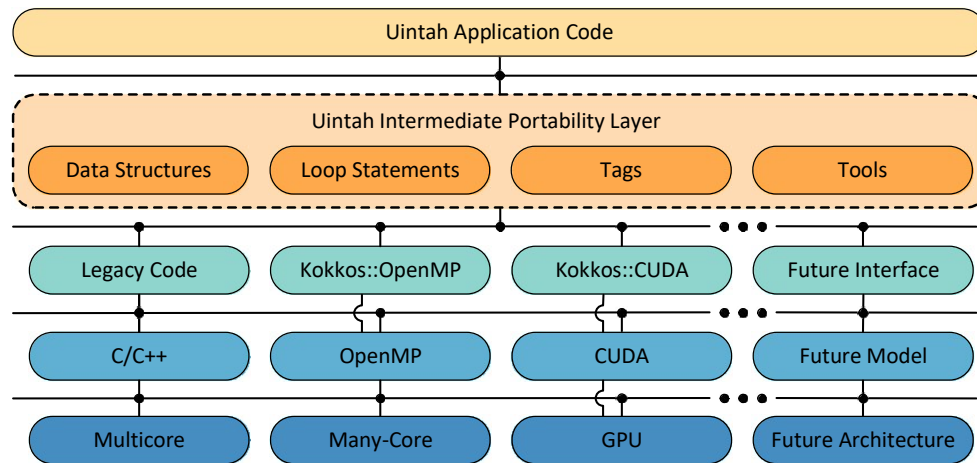 Uintah Application Code
Uintah Intermediate Portability Layer
Data Structures Loop Statements Tags Tools
Legacy Code Kokkos::OpenMP Kokkos::CUDA Future Interface
C/C++ OpenMP CUDA Future Model
Multicore Many-Core GPU Future Architecture